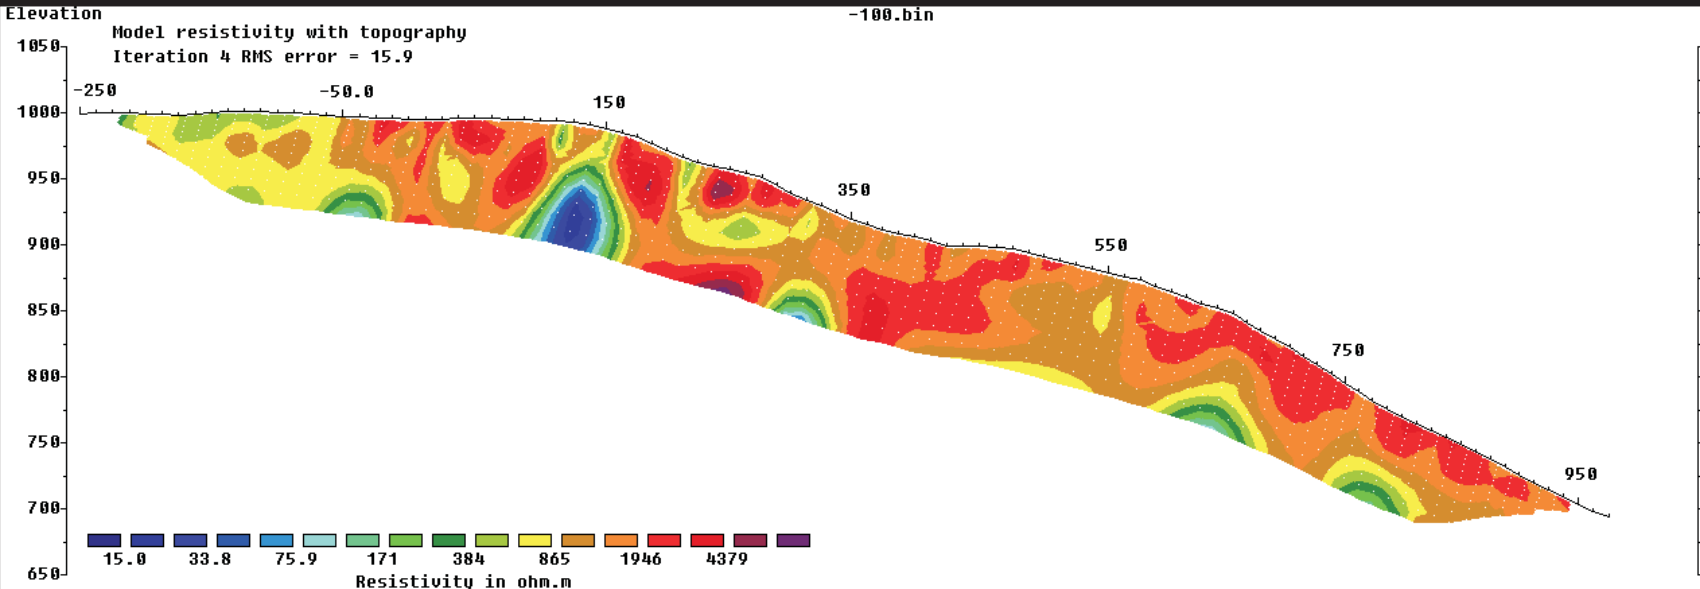 Elevation
-100.bin
Model resistivity with topography
Iteration 4 RMS error = 15.9
1050
1000
950
900
850
800
750
700
650
-250
-50.0
150
350
550
750
950
15.0 33.8 75.9 171 384 865 1946 4379
Resistivity in ohm.m